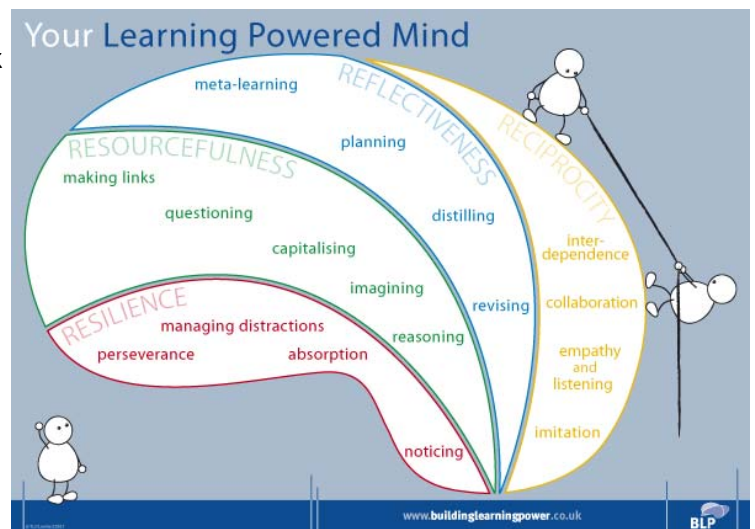 Your Learning Powered Mind
k
REFLECTIVENESS
meta-learning
planning
distilling
revising
RESOURCEFULNESS
making links
questioning
capitalising
imagining
reasoning
RESILIENCE
managing distractions
perseverance
absorption
noticing
RECIPROCITY
inter-
dependence
collaboration
empathy
and
listening
imitation
www.buildinglearningpower.co.uk
BLP